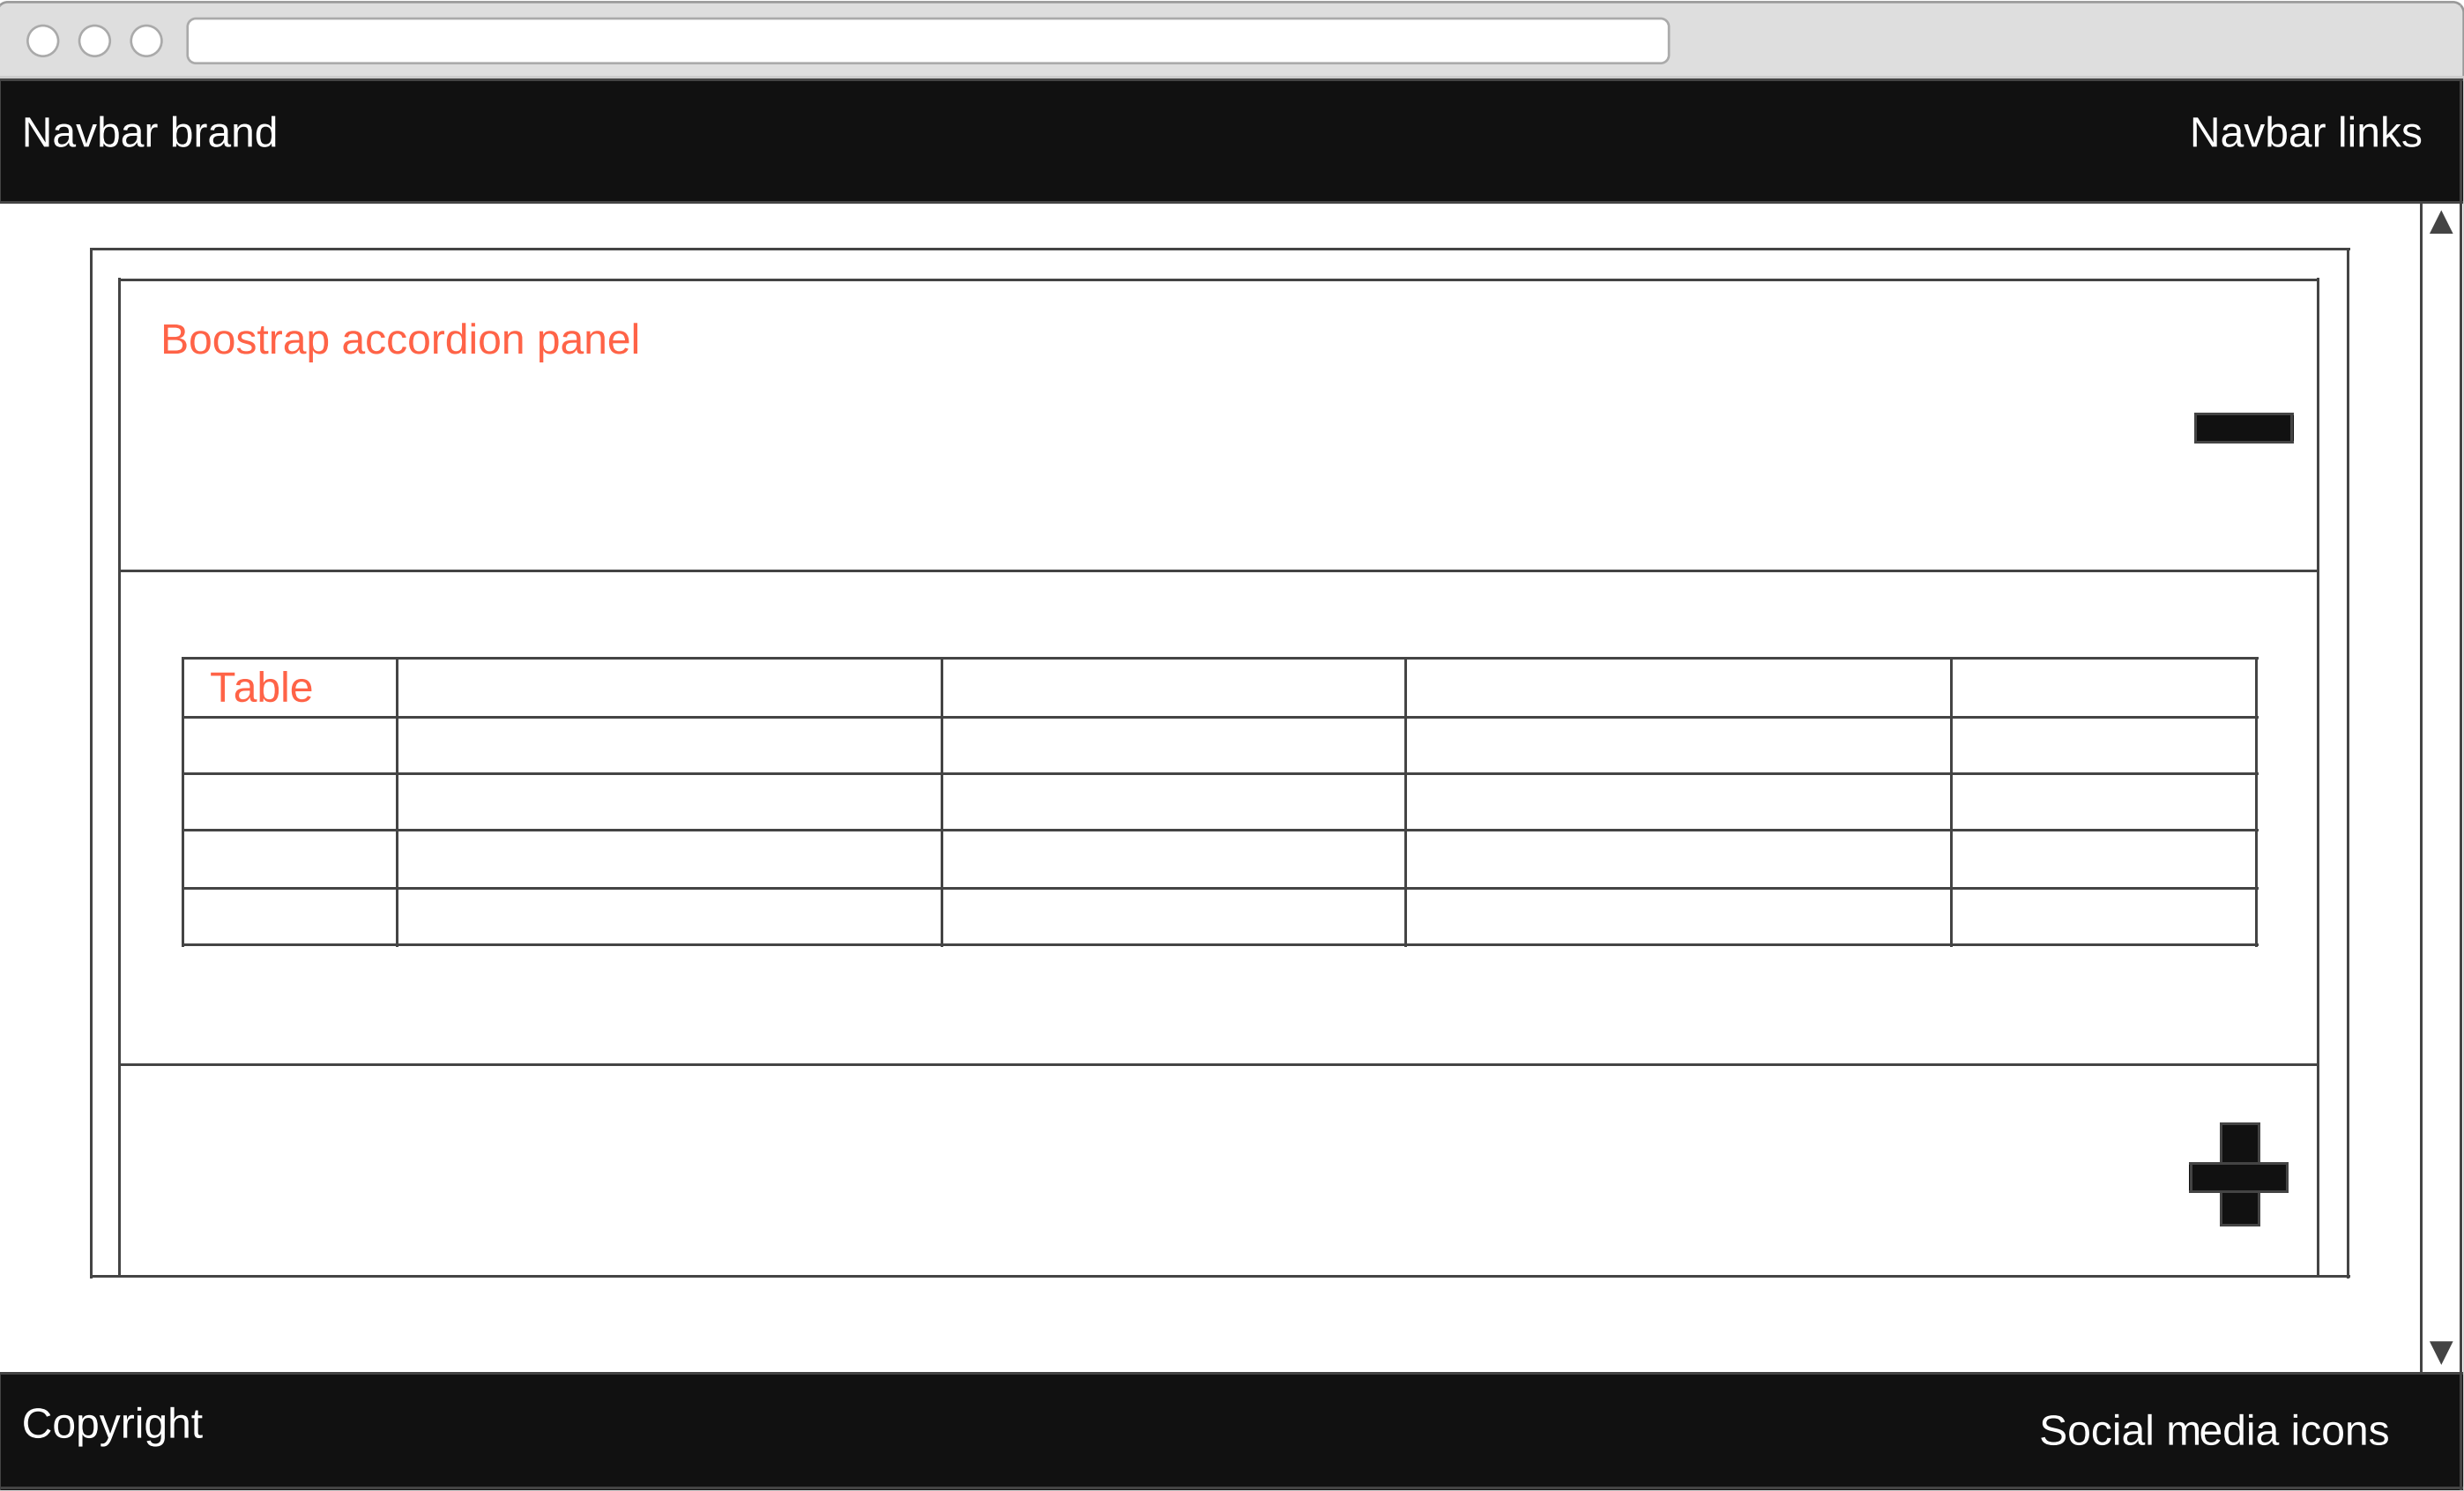 Navbar brand
Navbar links
Boostrap accordion panel
Table
Copyright
Social media icons